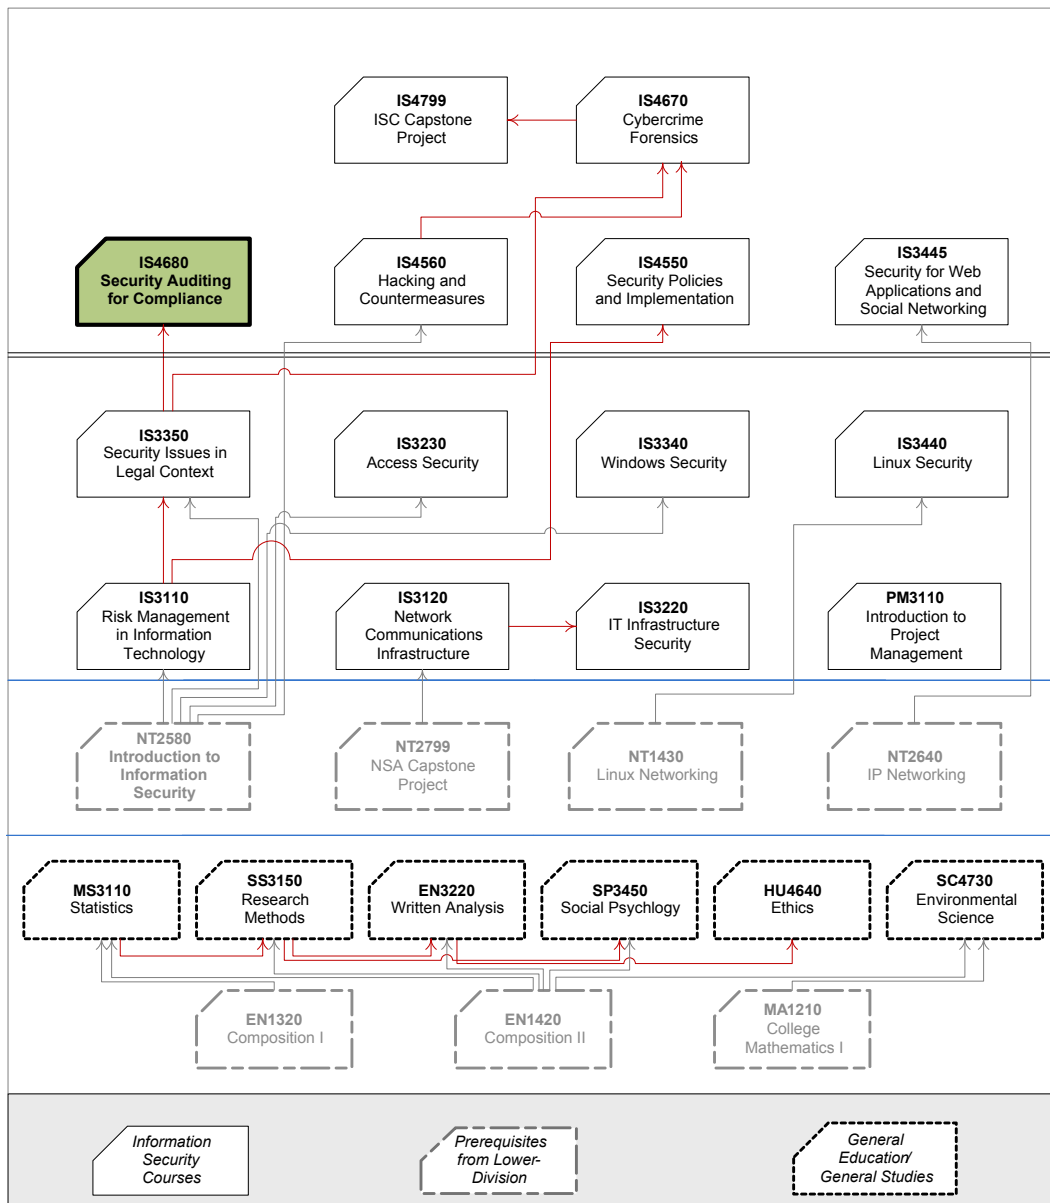 IS4799
ISC Capstone
Project
IS4670
Cybercrime
Forensics
IS4680
Security Auditing
for Compliance
IS4560
Hacking and
Countermeasures
IS4550
Security Policies
and Implementation
IS3445
Security for Web
Applications and
Social Networking
IS3350
Security Issues in
Legal Context
IS3230
Access Security
IS3340
Windows Security
IS3440
Linux Security
IS3110
Risk Management
in Information
Technology
IS3120
Network
Communications
Infrastructure
IS3220
IT Infrastructure
Security
PM3110
Introduction to
Project
Management
NT2580
Introduction to
Information
Security
NT2799
NSA Capstone
Project
NT1430
Linux Networking
NT2640
IP Networking
MS3110
Statistics
SS3150
Research
Methods
EN3220
Written Analysis
SP3450
Social Psychlogy
HU4640
Ethics
SC4730
Environmental
Science
EN1320
Composition I
EN1420
Composition II
MA1210
College
Mathematics I
Information
Security
Courses
Prerequisites
from Lower-
Division
General
Education/
General Studies